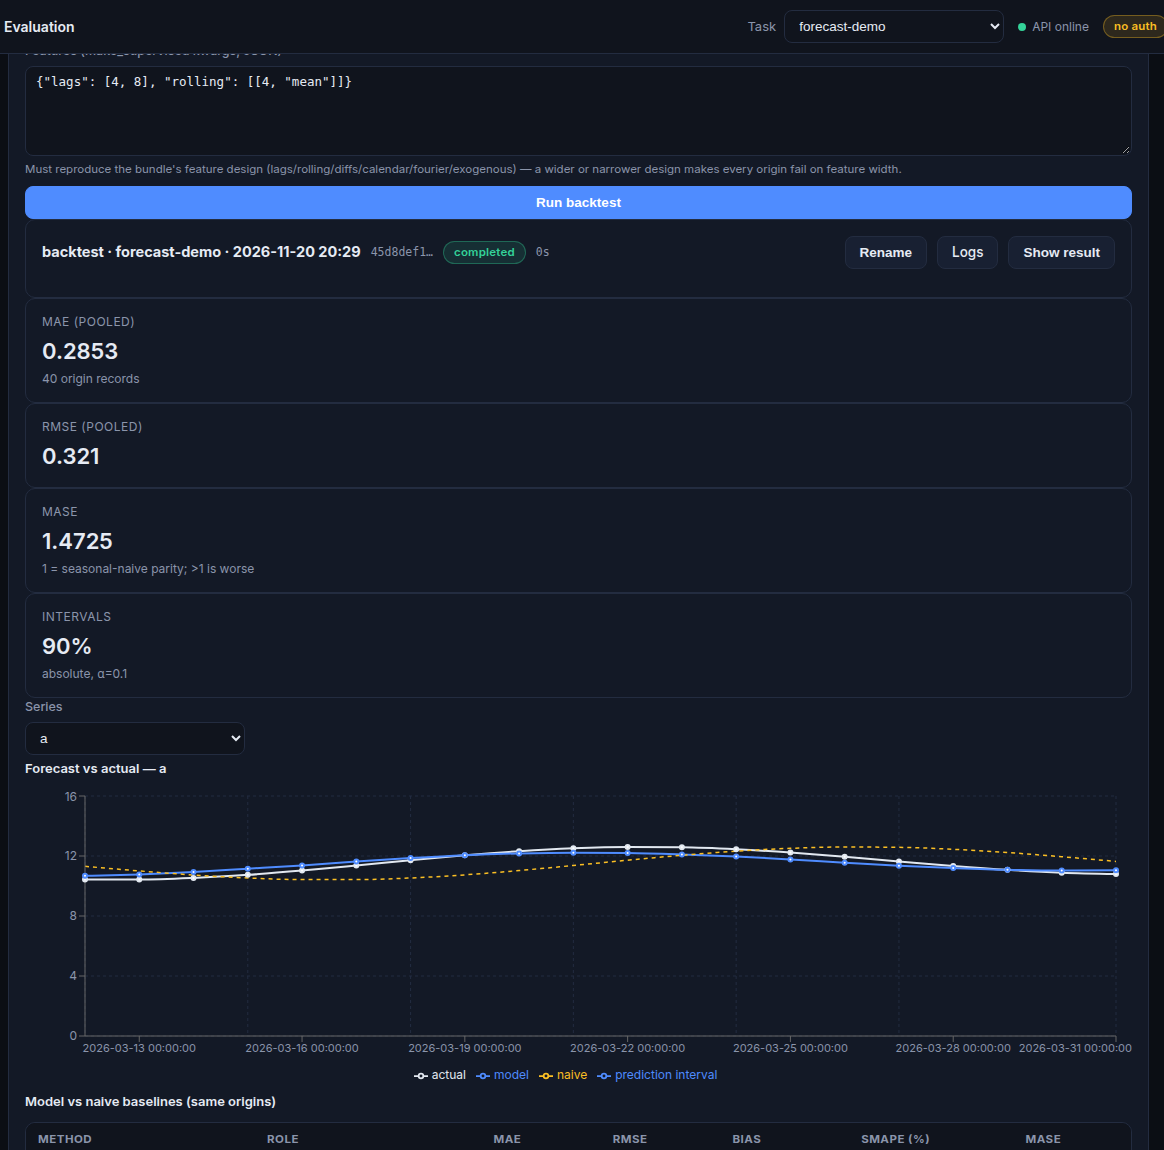 Evaluation
Task
forecast-demo
API online
no auth
{"lags": [4, 8], "rolling": [[4, "mean"]]}
Must reproduce the bundle's feature design (lags/rolling/diffs/calendar/fourier/exogenous) — a wider or narrower design makes every origin fail on feature width.
Run backtest
backtest · forecast-demo · 2026-11-20 20:29 45d8def1… completed 0s
Rename
Logs
Show result
MAE (POOLED)
0.2853
40 origin records
RMSE (POOLED)
0.321
MASE
1.4725
1 = seasonal-naive parity; >1 is worse
INTERVALS
90%
absolute, α=0.1
Series
a
Forecast vs actual — a
16
12
8
4
0
2026-03-13 00:00:00
2026-03-16 00:00:00
2026-03-19 00:00:00
2026-03-22 00:00:00
2026-03-25 00:00:00
2026-03-28 00:00:00
2026-03-31 00:00:00
actual
model
naive
prediction interval
Model vs naive baselines (same origins)
METHOD ROLE MAE RMSE BIAS SMAPE (%) MASE